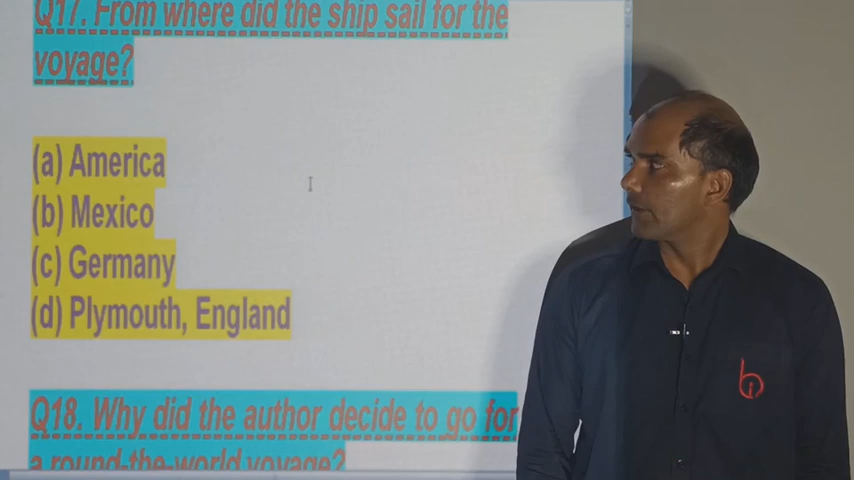 Q17. From where did the ship sail for the
voyage?
(a) America
(b) Mexico
(c) Germany
(d) Plymouth, England
Q18. Why did the author decide to go for
a round-the-world voyage?